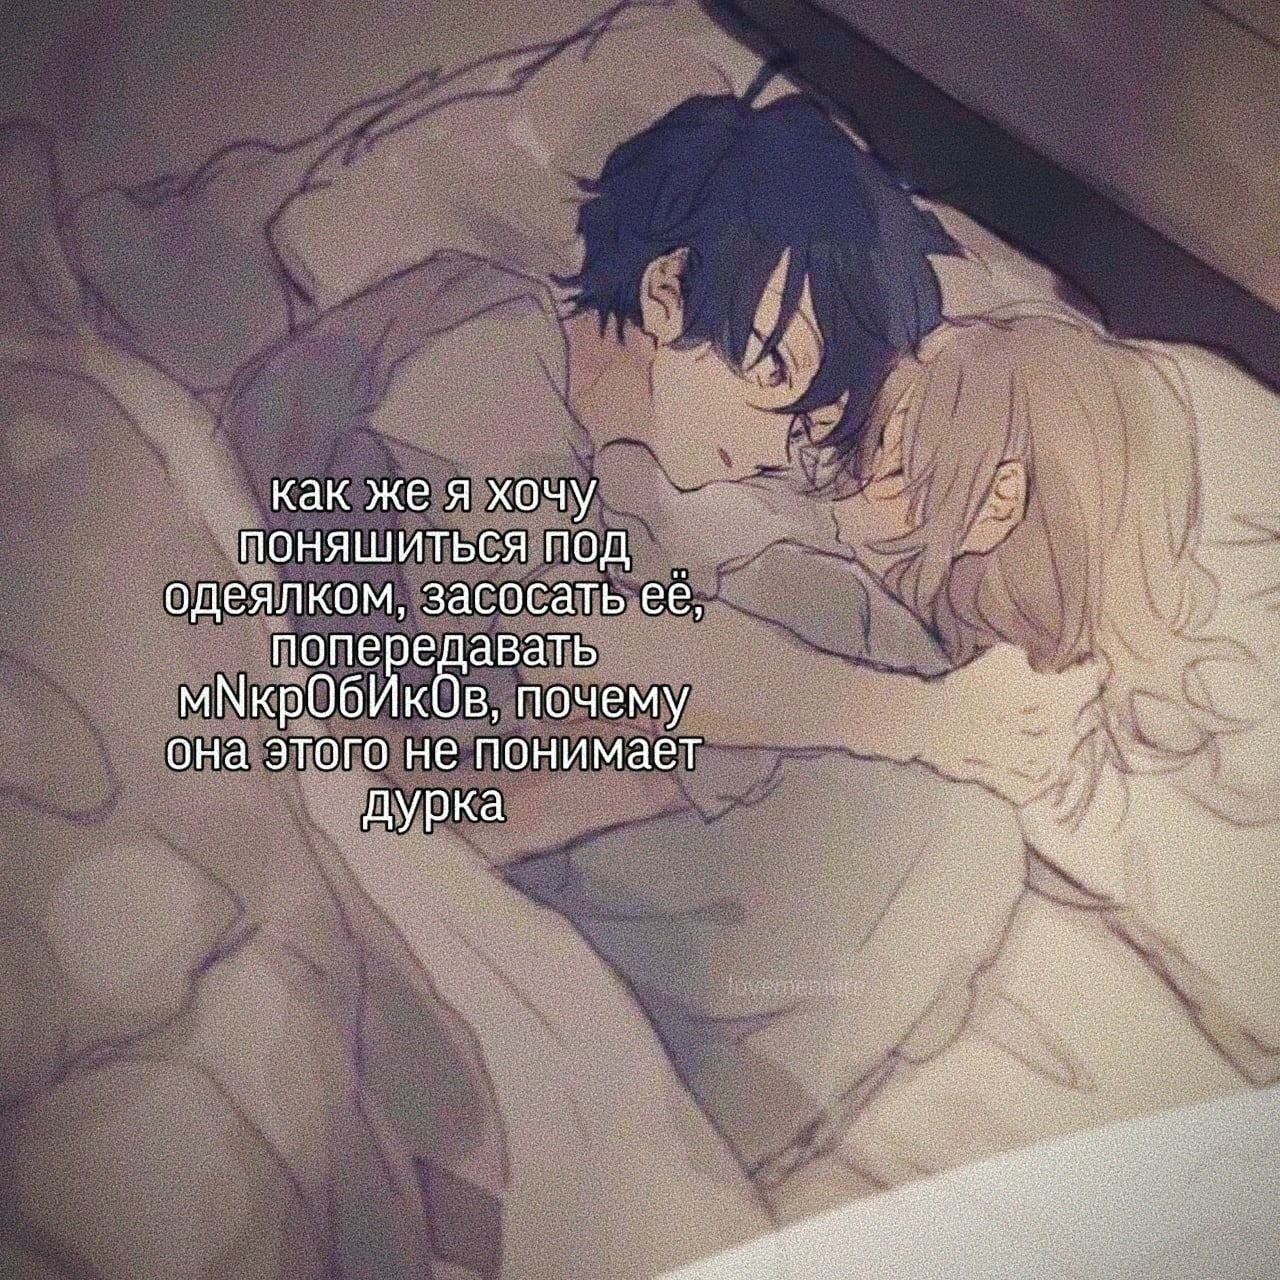 как же я хочу
поняшиться под
одеялком, засосать её,
попередавать
мNкрОбИкОв, почему
она этого не понимает
дурка